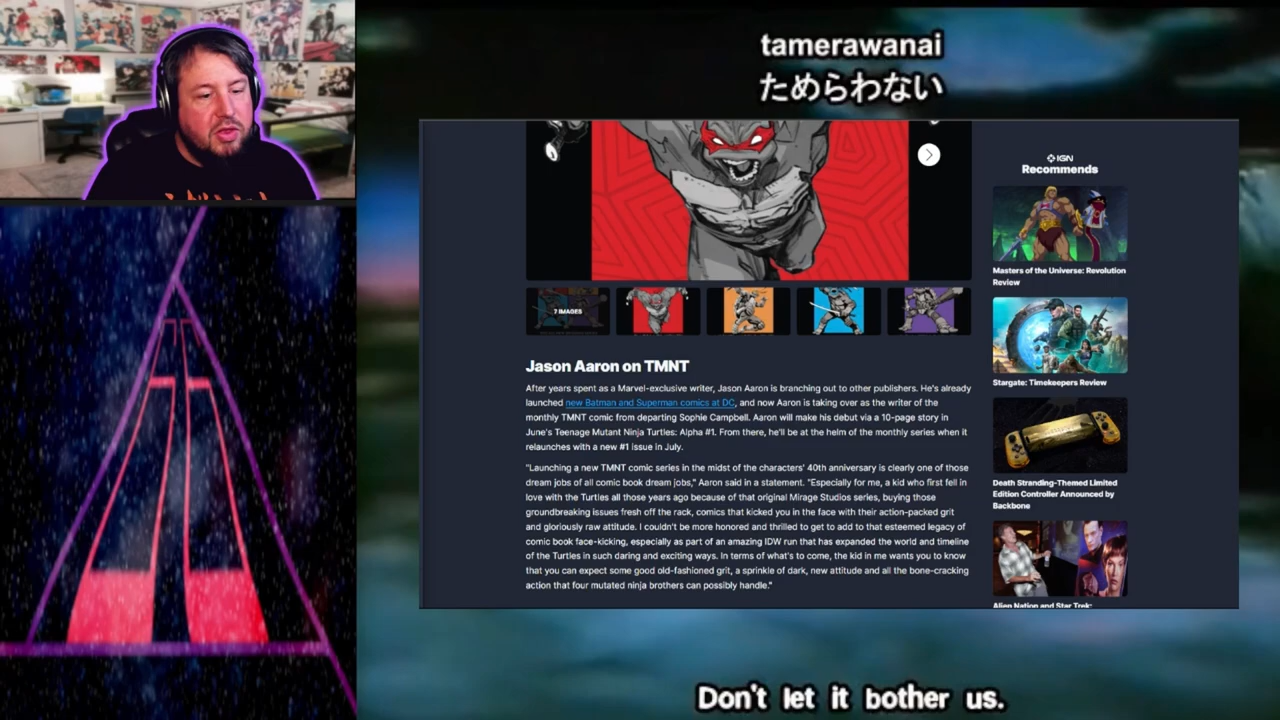 tamerawanai
ためらわない
IGN
Recommends
Masters of the Universe: Revolution
Review
Stargate: Timekeepers Review
Death Stranding-Themed Limited
Edition Controller Announced by
Backbone
Alien Nation and Star Trek:
7 IMAGES
Jason Aaron on TMNT
After years spent as a Marvel-exclusive writer, Jason Aaron is branching out to other publishers. He's already
launched new Batman and Superman comics at DC, and now Aaron is taking over as the writer of the
monthly TMNT comic from departing Sophie Campbell. Aaron will make his debut via a 10-page story in
June's Teenage Mutant Ninja Turtles: Alpha #1. From there, he'll be at the helm of the monthly series when it
relaunches with a new #1 issue in July.
"Launching a new TMNT comic series in the midst of the characters' 40th anniversary is clearly one of those
dream jobs of all comic book dream jobs," Aaron said in a statement. "Especially for me, a kid who first fell in
love with the Turtles all those years ago because of that original Mirage Studios series, buying those
groundbreaking issues fresh off the rack, comics that kicked you in the face with their action-packed grit
and gloriously raw attitude. I couldn't be more honored and thrilled to get to add to that esteemed legacy of
comic book face-kicking, especially as part of an amazing IDW run that has expanded the world and timeline
of the Turtles in such daring and exciting ways. In terms of what's to come, the kid in me wants you to know
that you can expect some good old-fashioned grit, a sprinkle of dark, new attitude and all the bone-cracking
action that four mutated ninja brothers can possibly handle."
Don't let it bother us.